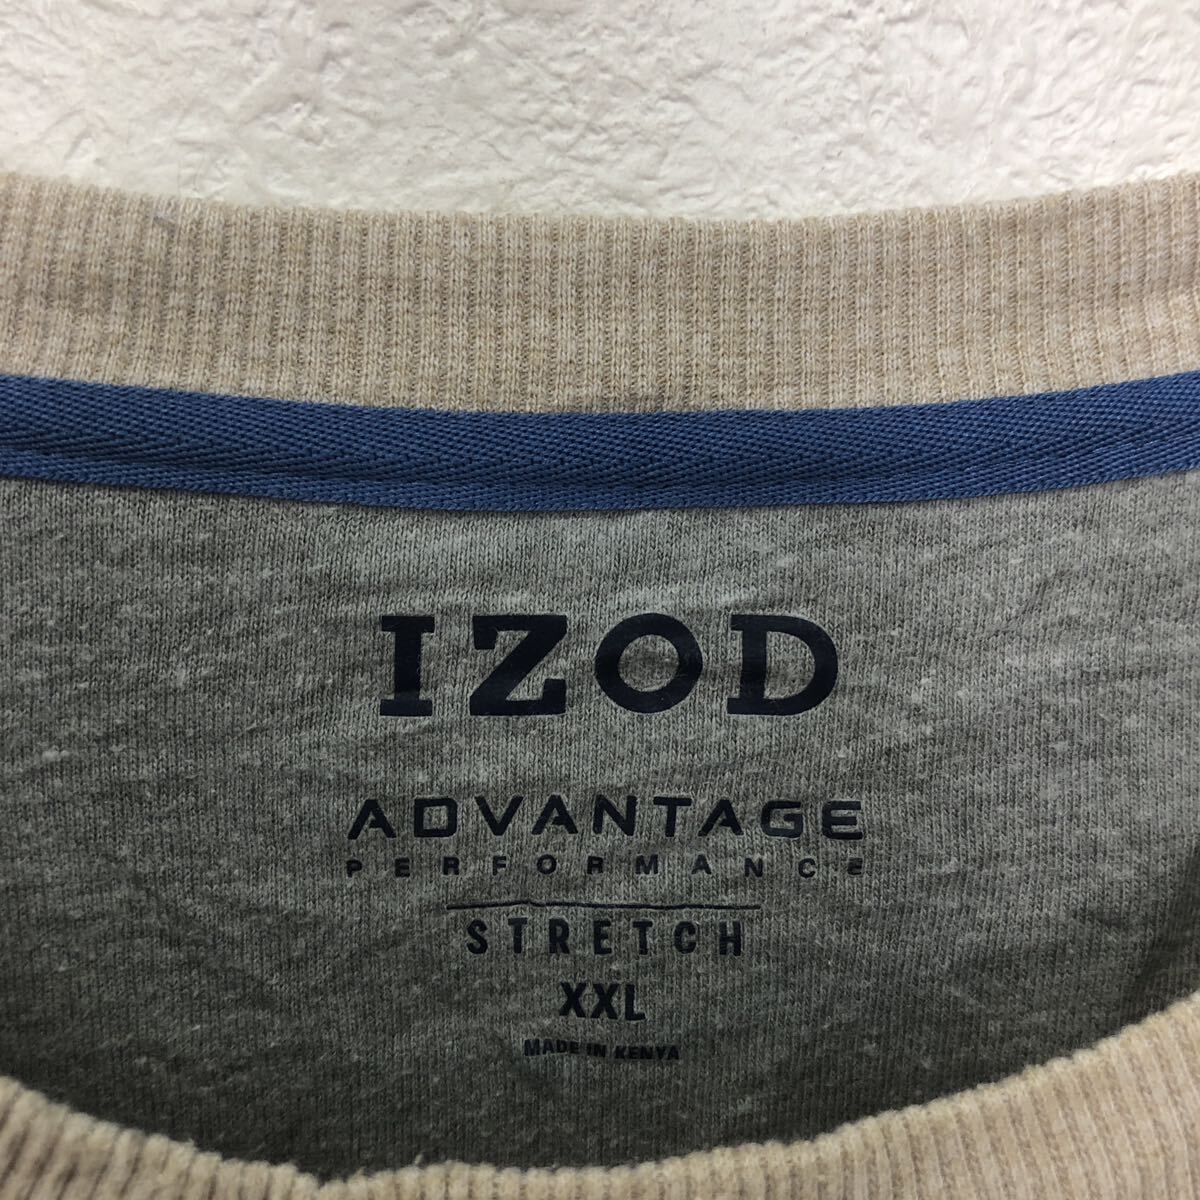 IZOD
ADVANTAGE
PERFORMANCE
STRETCH
XXL
MADE IN KENYA